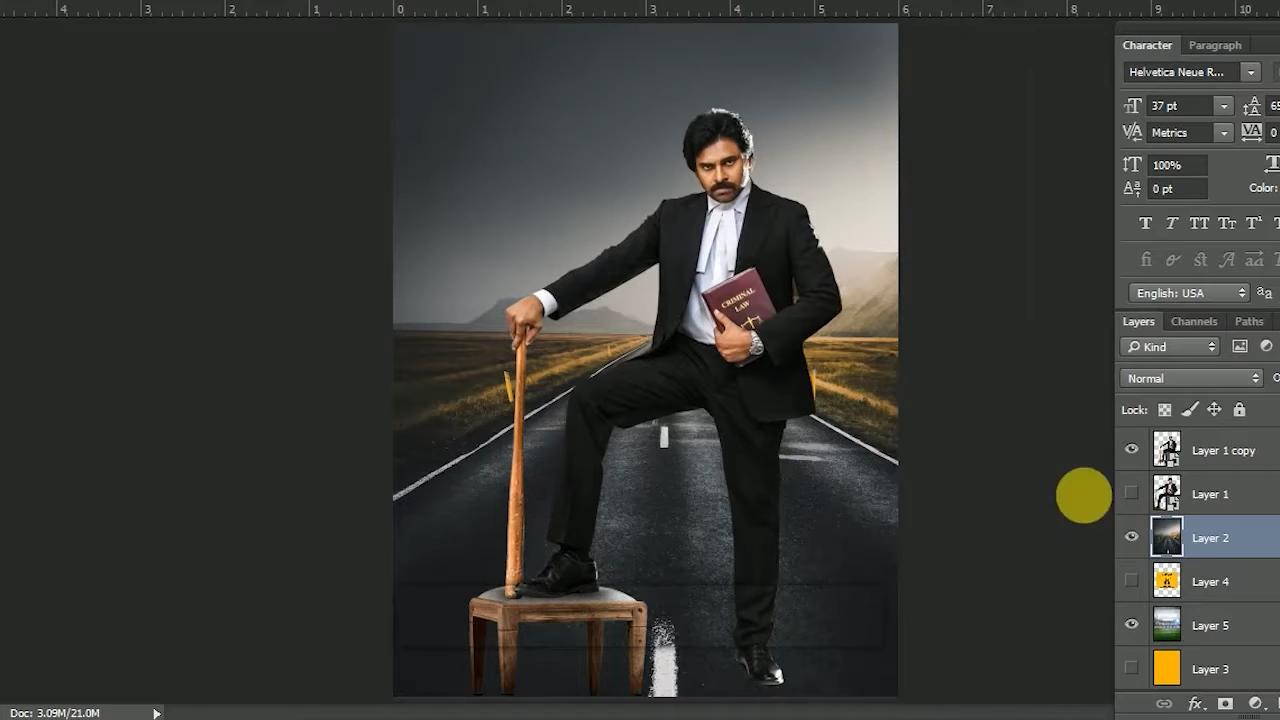 4 3 2 1 0 1 2 3 4 5 6 7 8 9 10
Character Paragraph
Helvetica Neue R...
37 pt
Metrics 0
100%
0 pt Color:
English: USA
CRIMINAL
LAW
Layers Channels Paths
Kind
Normal
Lock:
Layer 1 copy
Layer 1
Layer 2
Layer 4
Layer 5
Layer 3
Doc: 3.09M/21.0M